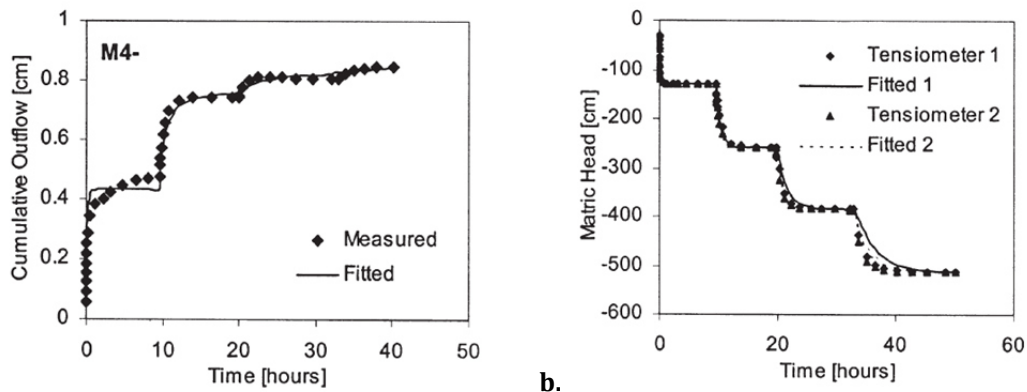 M4-
Cumulative Outflow [cm]
1
0.8
0.6
0.4
0.2
0
0 10 20 30 40 50
Time [hours]
Measured
Fitted
b.
Matric Head [cm]
0
-100
-200
-300
-400
-500
-600
0 20 40 60
Time [hours]
Tensiometer 1
Fitted 1
Tensiometer 2
Fitted 2